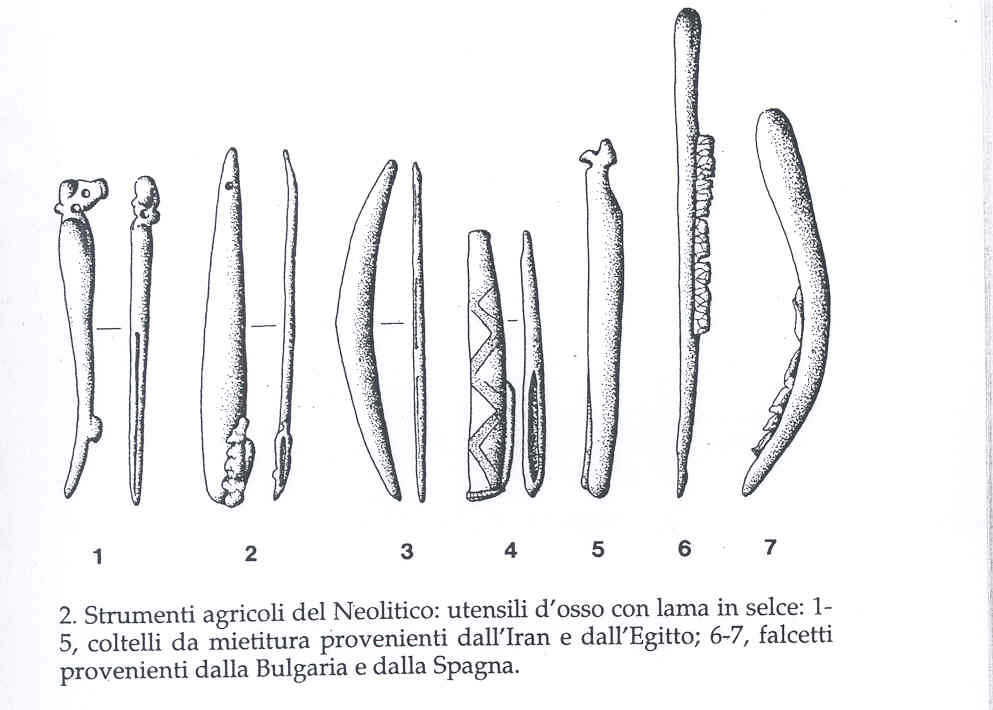 1 2 3 4 5 6 7
2. Strumenti agricoli del Neolitico: utensili d'osso con lama in selce: 1-
5, coltelli da mietitura provenienti dall'Iran e dall'Egitto; 6-7, falcetti
provenienti dalla Bulgaria e dalla Spagna.